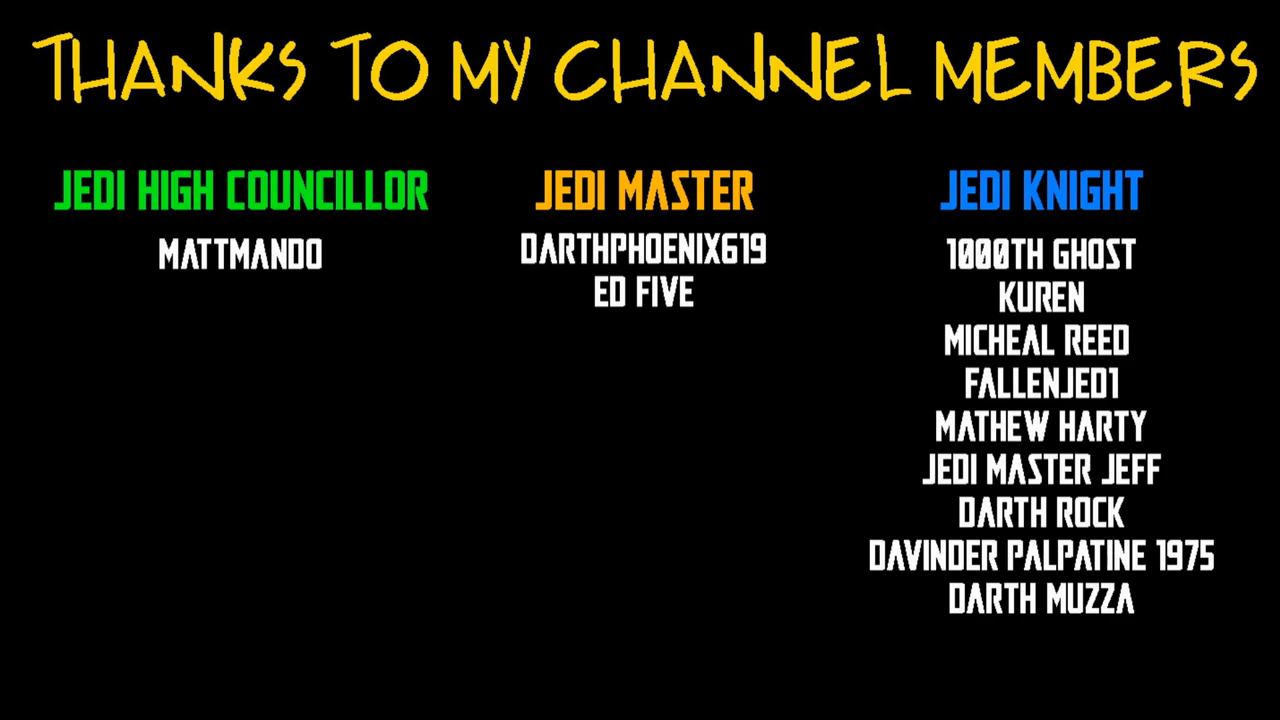 THANKS TO MY CHANNEL MEMBERS
JEDI HIGH COUNCILLOR
MATTMANDO
JEDI MASTER
DARTHPHOENIX619
ED FIVE
JEDI KNIGHT
1000TH GHOST
KUREN
MICHEAL REED
FALLENJED1
MATHEW HARTY
JEDI MASTER JEFF
DARTH ROCK
DAVINDER PALPATINE 1975
DARTH MUZZA